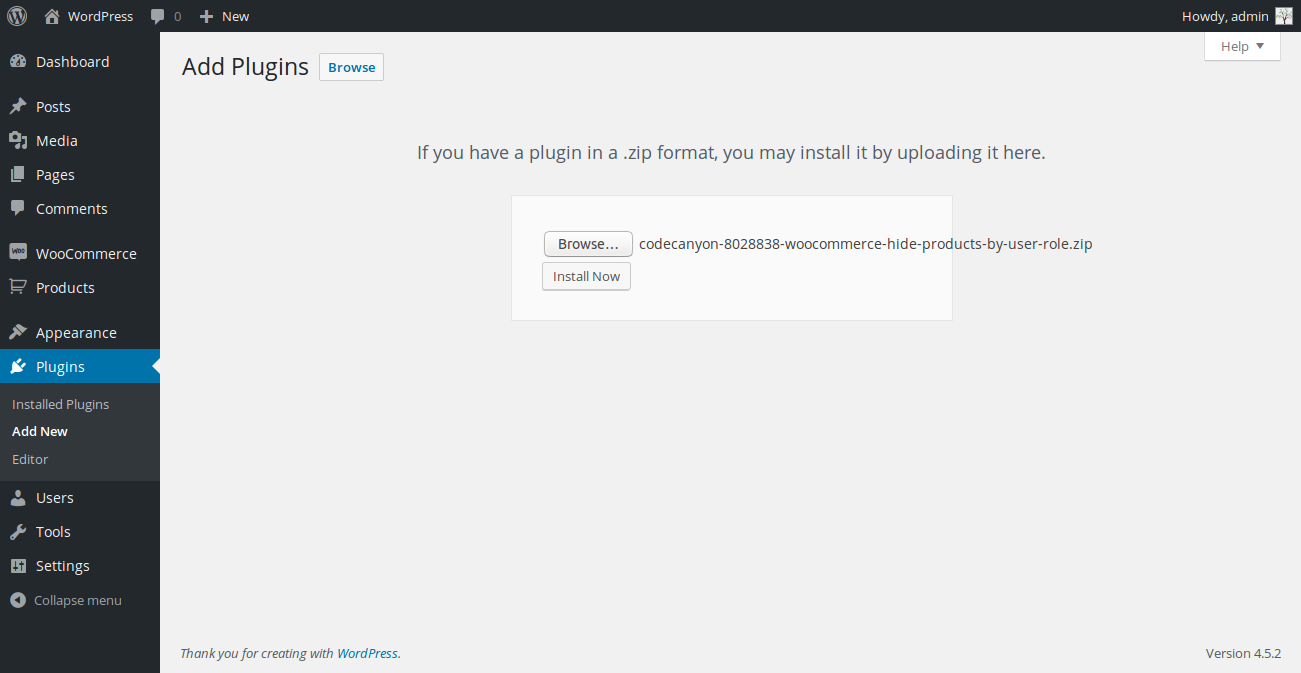 WordPress 0 New Howdy, admin
Help
Dashboard
Posts
Media
Pages
Comments
WooCommerce
Products
Appearance
Plugins
Installed Plugins
Add New
Editor
Users
Tools
Settings
Collapse menu
Add Plugins Browse
If you have a plugin in a .zip format, you may install it by uploading it here.
Browse... codecanyon-8028838-woocommerce-hide-products-by-user-role.zip
Install Now
Thank you for creating with WordPress. Version 4.5.2